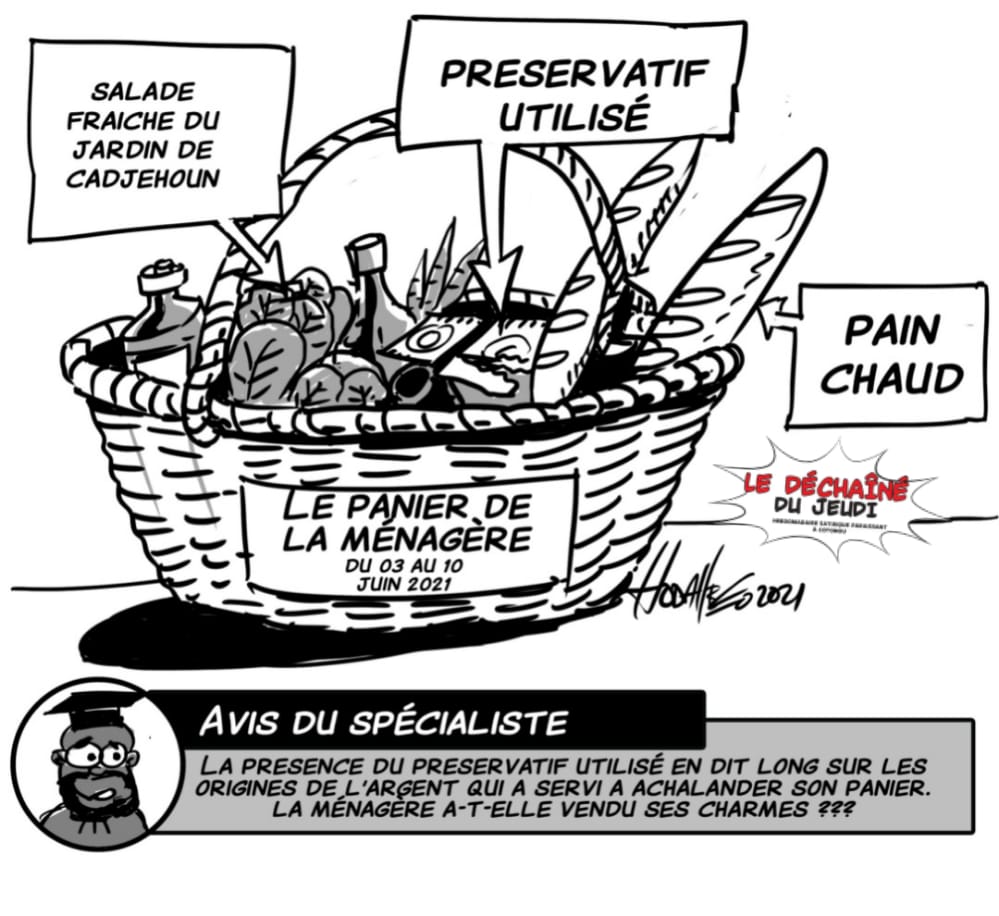 SALADE
FRAICHE DU
JARDIN DE
CADJEHOUN
PRESERVATIF
UTILISÉ
PAIN
CHAUD
LE DÉCHAÎNÉ
DU JEUDI
HEBDOMADAIRE SATIRIQUE PARAISSANT
À COTONOU
LE PANIER DE
LA MÉNAGÈRE
DU 03 AU 10
JUIN 2021
2021
AVIS DU SPÉCIALISTE
LA PRESENCE DU PRESERVATIF UTILISÉ EN DIT LONG SUR LES
ORIGINES DE L'ARGENT QUI A SERVI A ACHALANDER SON PANIER.
LA MÉNAGÈRE A-T-ELLE VENDU SES CHARMES ???